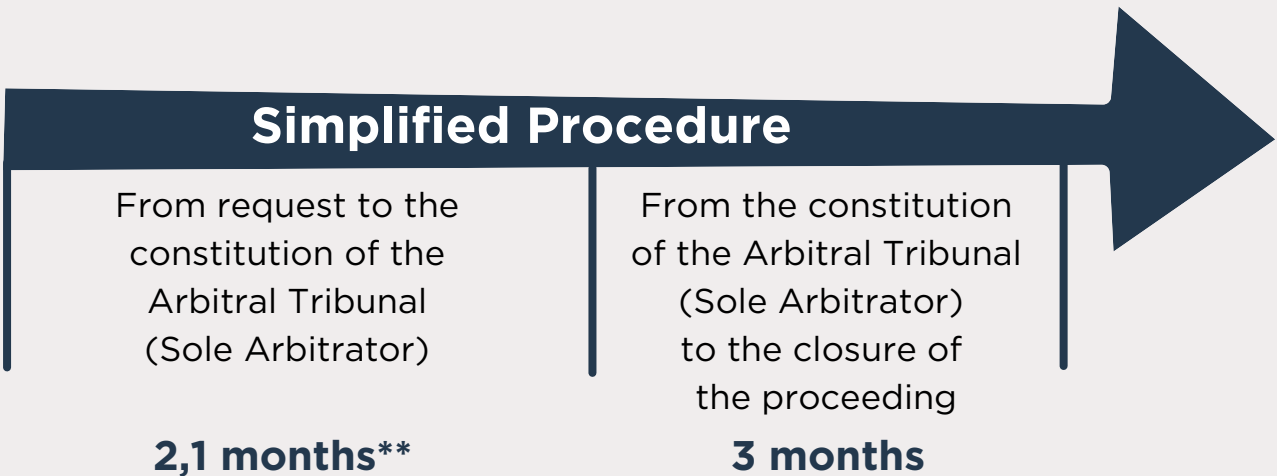 Simplified Procedure
From request to the
constitution of the
Arbitral Tribunal
(Sole Arbitrator)
2,1 months**
From the constitution
of the Arbitral Tribunal
(Sole Arbitrator)
to the closure of
the proceeding
3 months